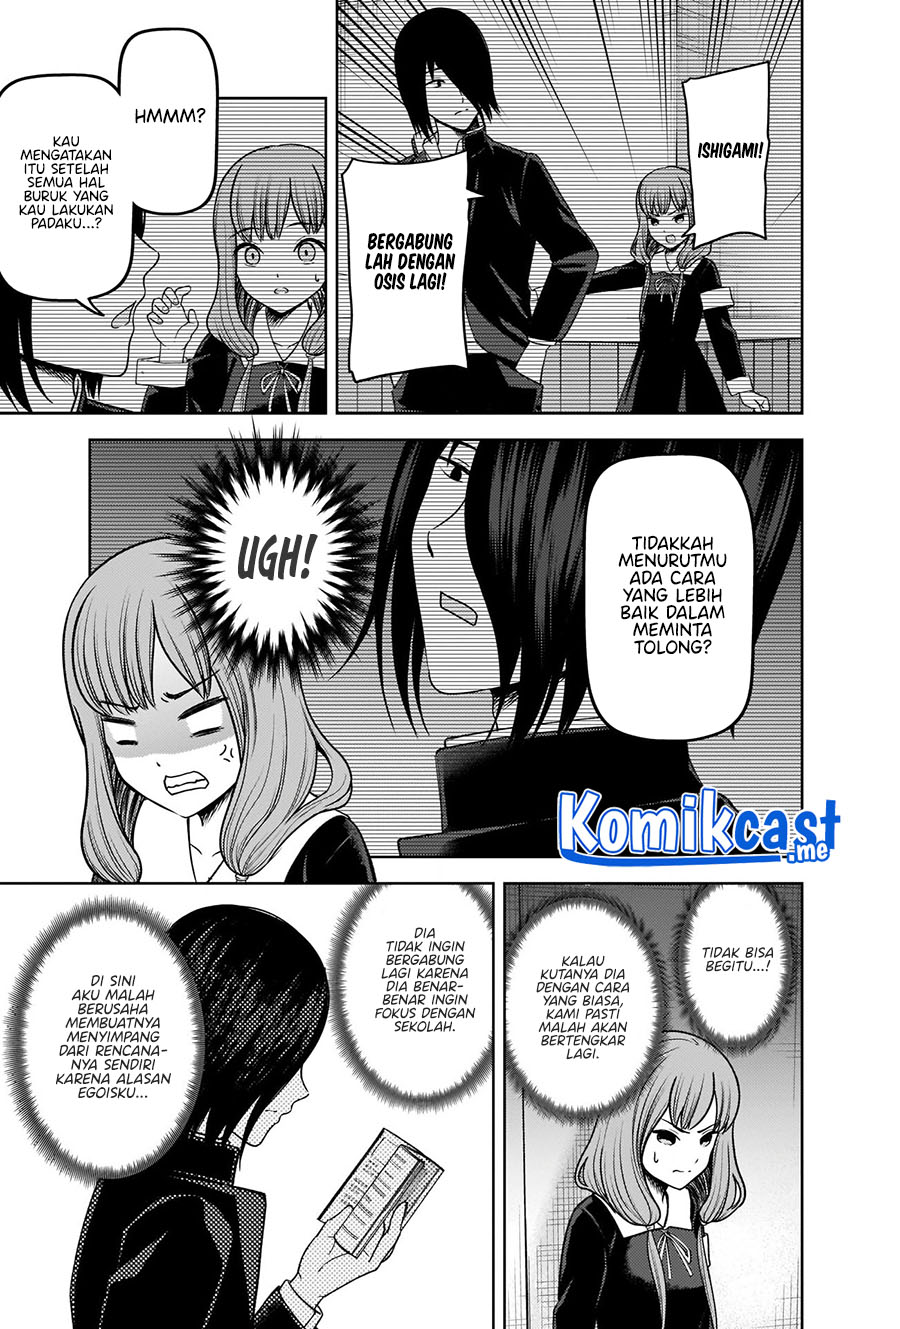 ISHIGAMI!
BERGABUNG
LAH DENGAN
OSIS LAGI!
HMMM?
KAU
MENGATAKAN
ITU SETELAH
SEMUA HAL
BURUK YANG
KAU LAKUKAN
PADAKU...?
TIDAKKAH
MENURUTMU
ADA CARA
YANG LEBIH
BAIK DALAM
MEMINTA
TOLONG?
UGH!
Komikcast
.me
TIDAK BISA
BEGITU...!
KALAU
KUTANYA DIA
DENGAN CARA
YANG BIASA,
KAMI PASTI
MALAH AKAN
BERTENGKAR
LAGI.
DIA
TIDAK INGIN
BERGABUNG
LAGI KARENA
DIA BENAR-
BENAR INGIN
FOKUS DENGAN
SEKOLAH.
DI SINI
AKU MALAH
BERUSAHA
MEMBUATNYA
MENYIMPANG
DARI RENCANA-
NYA SENDIRI
KARENA ALASAN
EGOISKU...